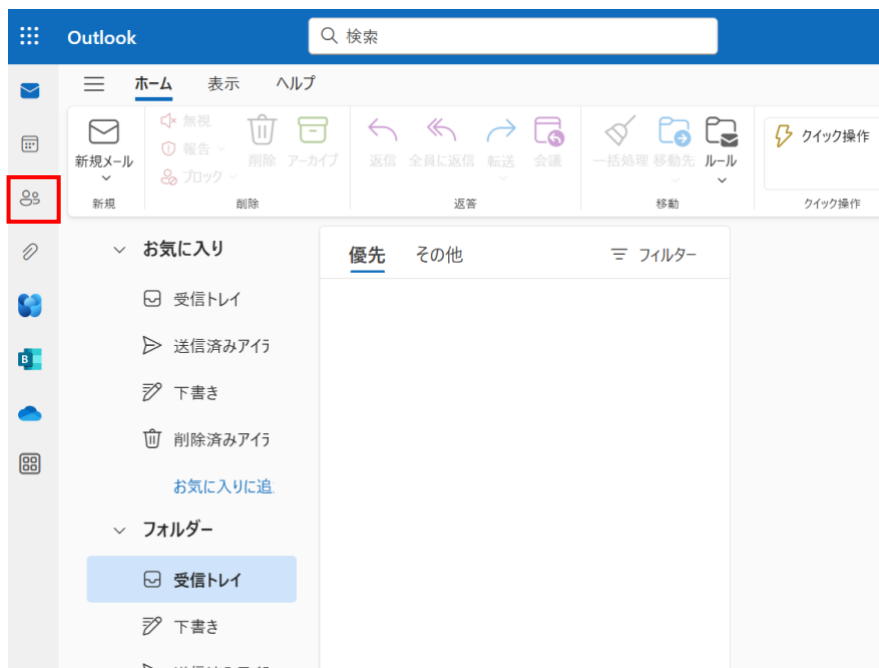 Outlook
検索
ホーム 表示 ヘルプ
新規メール
無視
報告
ブロック
削除 アーカイブ
返信 全員に返信 転送 会議
一括処理 移動先 ルール
クイック操作
新規 削除 返答 移動 クイック操作
お気に入り
受信トレイ
送信済みアイテ
下書き
削除済みアイテ
お気に入りに追
フォルダー
受信トレイ
下書き
優先 その他 フィルター
B